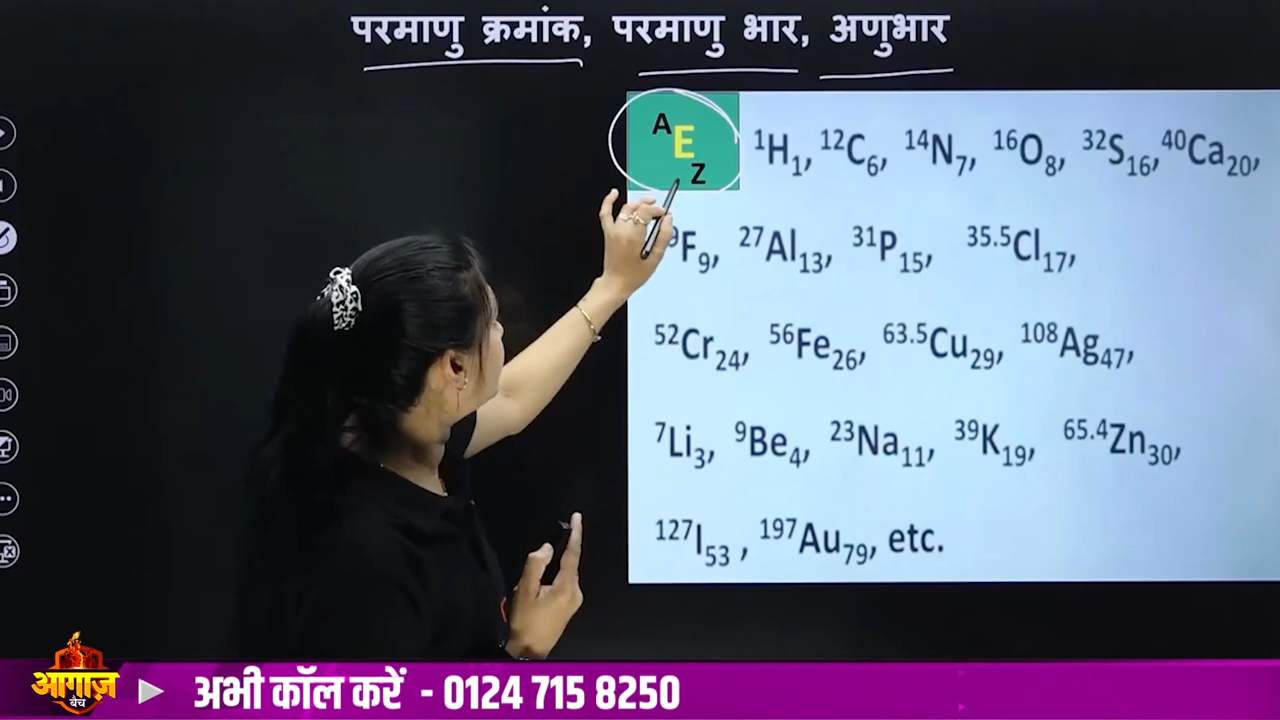 परमाणु क्रमांक, परमाणु भार, अणुभार
A E Z
¹H₁, ¹²C₆, ¹⁴N₇, ¹⁶O₈, ³²S₁₆, ⁴⁰Ca₂₀,
⁹F₉, ²⁷Al₁₃, ³¹P₁₅, ³⁵·⁵Cl₁₇,
⁵²Cr₂₄, ⁵⁶Fe₂₆, ⁶³·⁵Cu₂₉, ¹⁰⁸Ag₄₇,
⁷Li₃, ⁹Be₄, ²³Na₁₁, ³⁹K₁₉, ⁶⁵·⁴Zn₃₀,
¹²⁷I₅₃ , ¹⁹⁷Au₇₉, etc.
आगाज़
बैच
अभी कॉल करें - 0124 715 8250